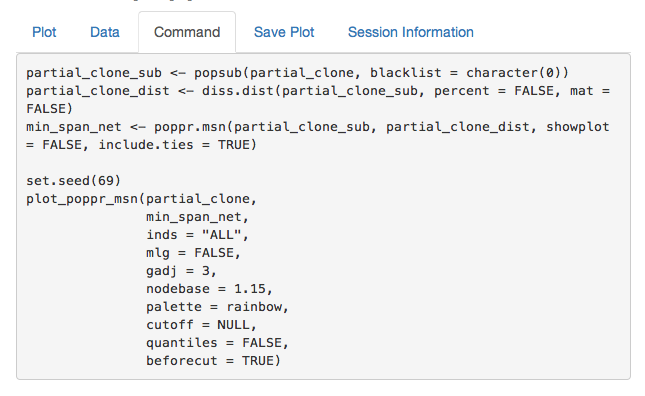 Plot Data Command Save Plot Session Information
partial_clone_sub <- popsub(partial_clone, blacklist = character(0))
partial_clone_dist <- diss.dist(partial_clone_sub, percent = FALSE, mat =
FALSE)
min_span_net <- poppr.msn(partial_clone_sub, partial_clone_dist, showplot
= FALSE, include.ties = TRUE)

set.seed(69)
plot_poppr_msn(partial_clone,
               min_span_net,
               inds = "ALL",
               mlg = FALSE,
               gadj = 3,
               nodebase = 1.15,
               palette = rainbow,
               cutoff = NULL,
               quantiles = FALSE,
               beforecut = TRUE)